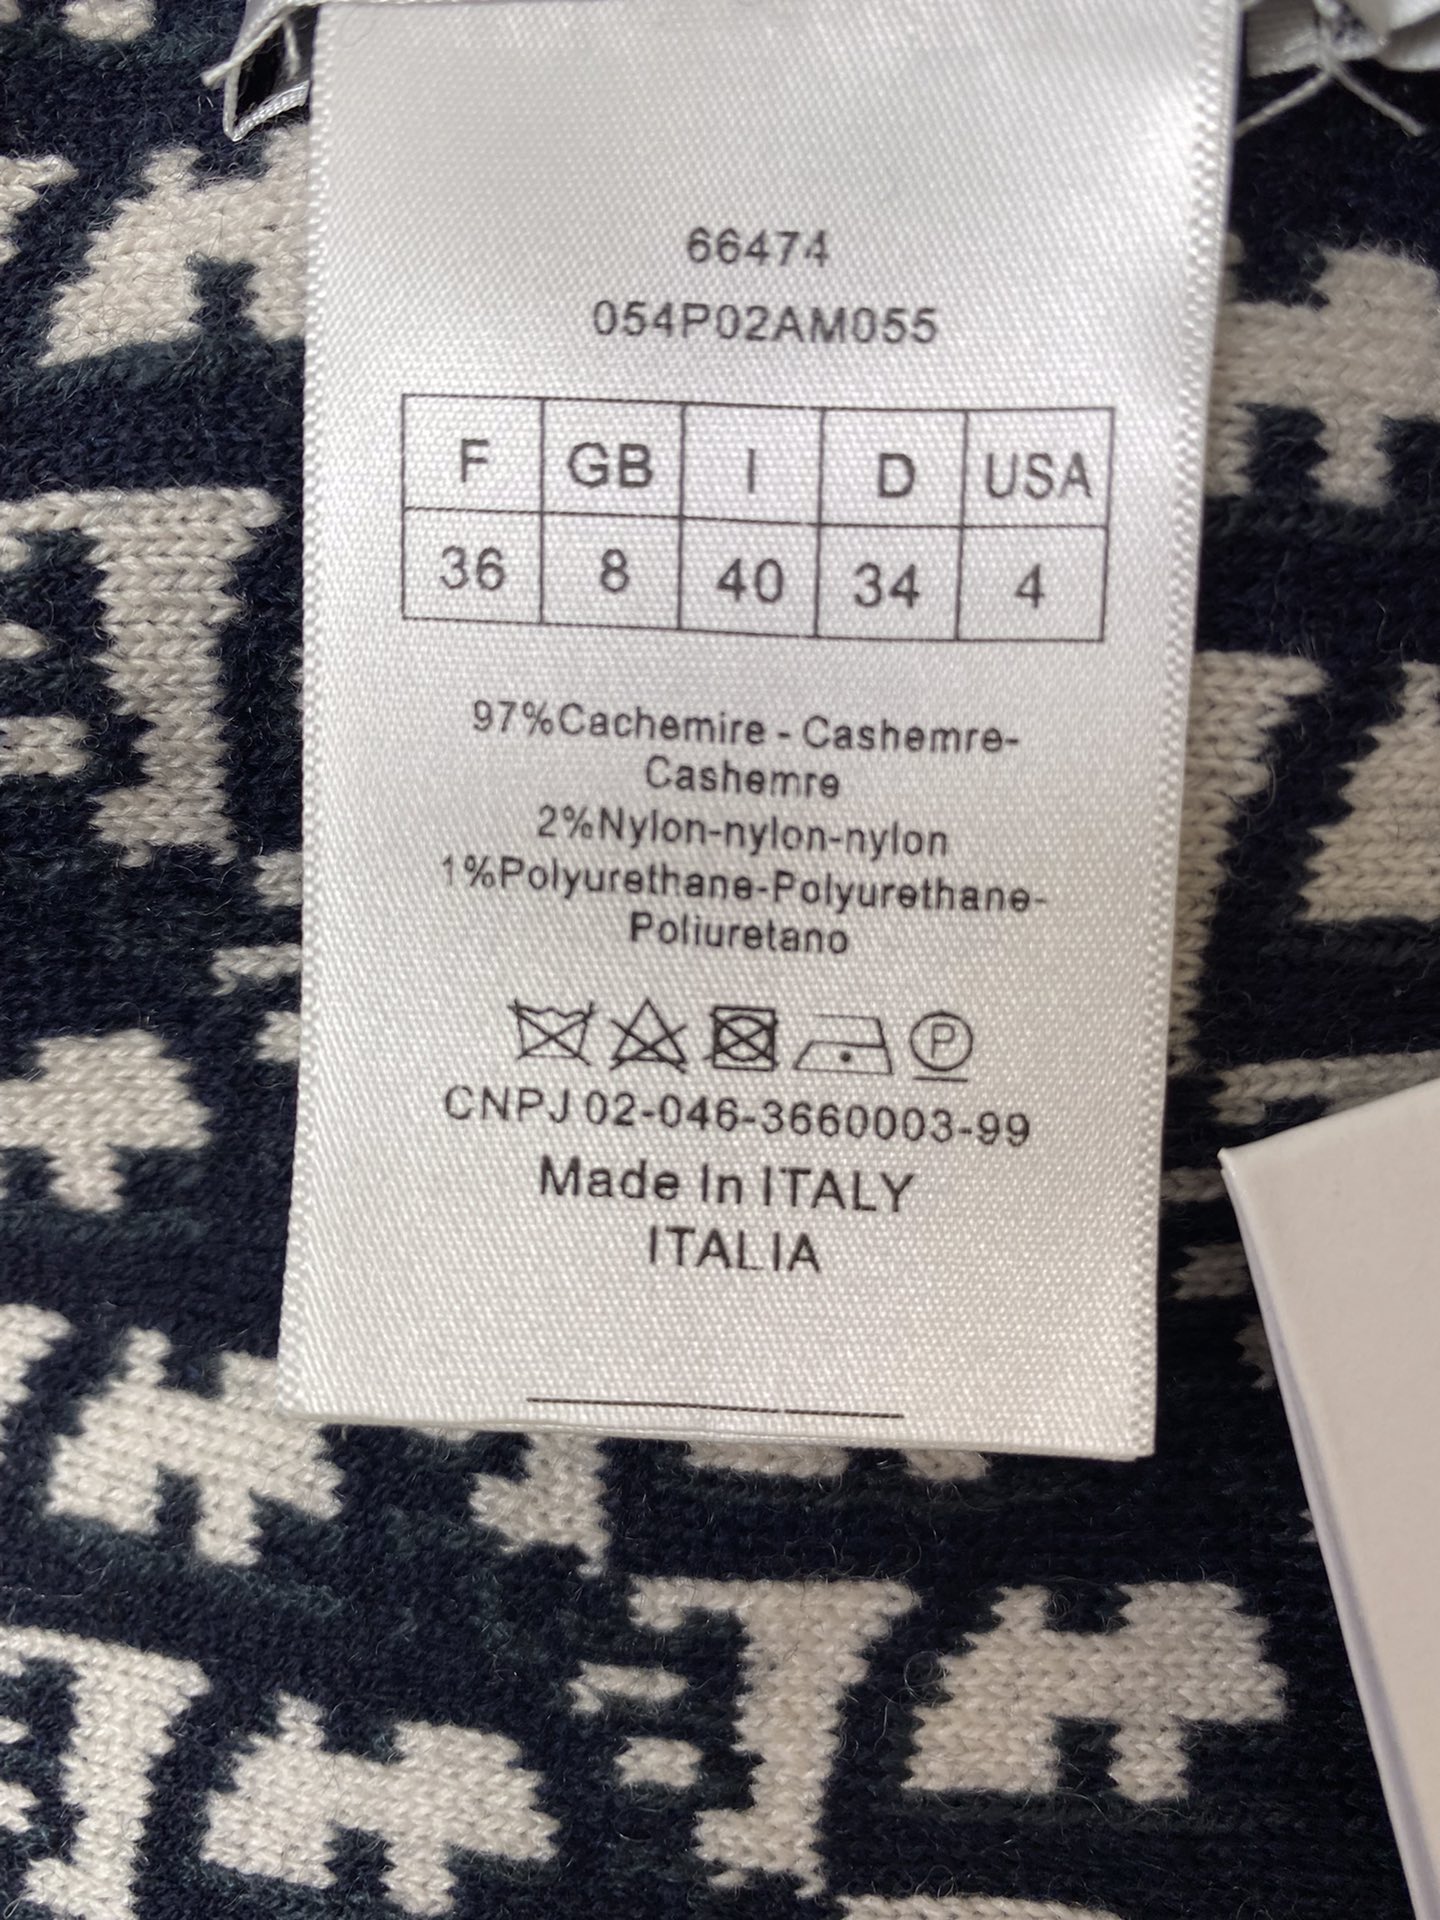 66474
054P02AM055
F GB I D USA
36 8 40 34 4
97%Cachemire - Cashemre-
Cashemre
2%Nylon-nylon-nylon
1%Polyurethane-Polyurethane-
Poliuretano
P
CNPJ 02-046-3660003-99
Made In ITALY
ITALIA